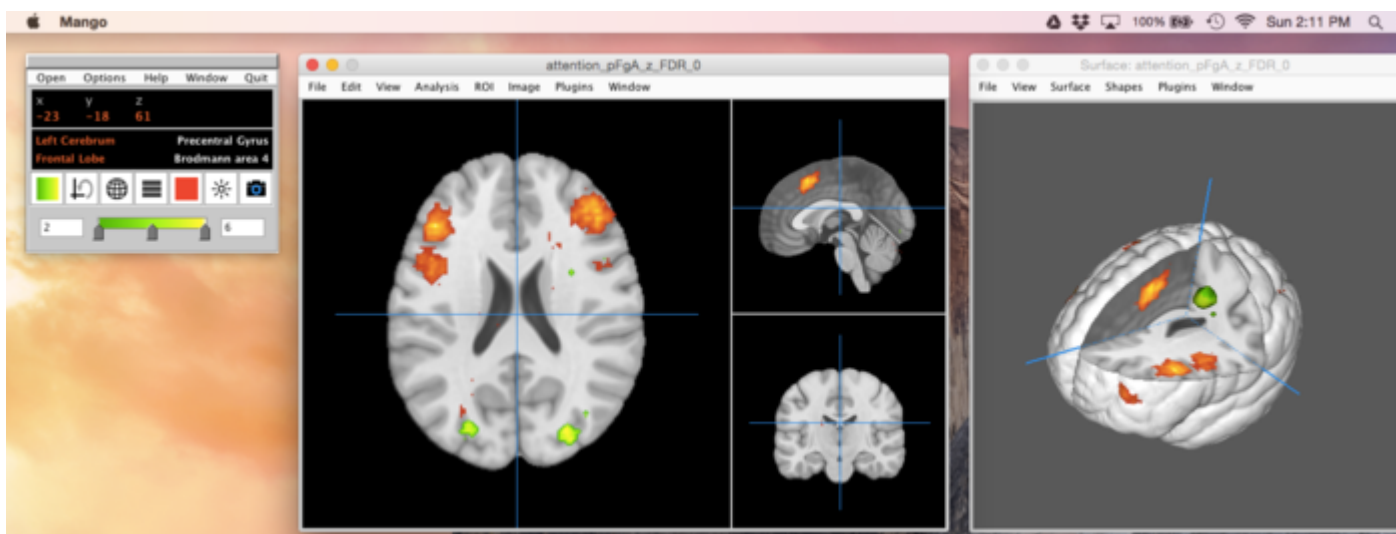 Mango 100% Sun 2:11 PM
Open Options Help Window Quit
x y z
-23 -18 61
Left Cerebrum Precentral Gyrus
Frontal Lobe Brodmann area 4
2 6
attention_pFgA_z_FDR_0
File Edit View Analysis ROI Image Plugins Window
Surface: attention_pFgA_z_FDR_0
File View Surface Shapes Plugins Window